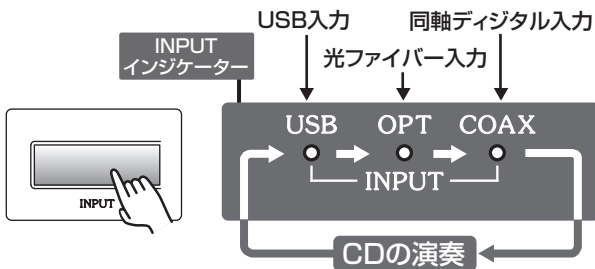 USB入力
同軸ディジタル入力
INPUT
インジケーター
光ファイバー入力
USB OPT COAX
INPUT
INPUT
CDの演奏